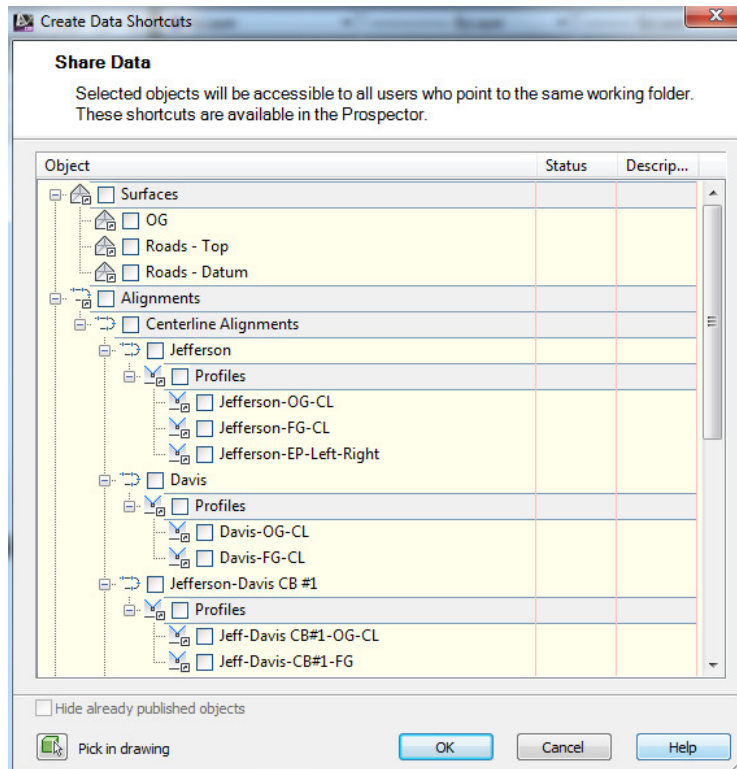 Create Data Shortcuts
Share Data
Selected objects will be accessible to all users who point to the same working folder.
These shortcuts are available in the Prospector.
Object Status Descrip...
Surfaces
OG
Roads - Top
Roads - Datum
Alignments
Centerline Alignments
Jefferson
Profiles
Jefferson-OG-CL
Jefferson-FG-CL
Jefferson-EP-Left-Right
Davis
Profiles
Davis-OG-CL
Davis-FG-CL
Jefferson-Davis CB #1
Profiles
Jeff-Davis CB#1-OG-CL
Jeff-Davis-CB#1-FG
Hide already published objects
Pick in drawing OK Cancel Help